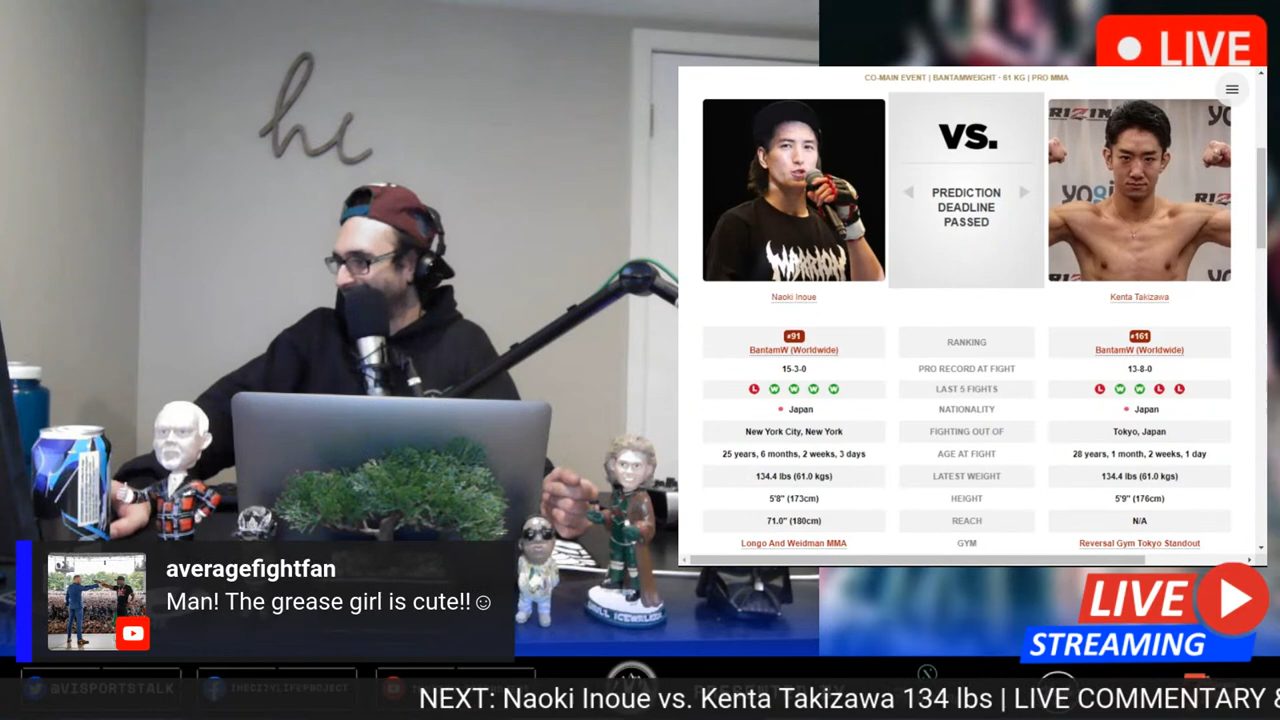 hi
LIVE
CO-MAIN EVENT | BANTAMWEIGHT · 61 KG | PRO MMA
RIZIN
yogi
VS.
PREDICTION
DEADLINE
PASSED
Naoki Inoue
Kenta Takizawa
#91
BantamW (Worldwide)
RANKING
#161
BantamW (Worldwide)
15-3-0
PRO RECORD AT FIGHT
13-8-0
L W W W W
LAST 5 FIGHTS
L W W L L
Japan
NATIONALITY
Japan
New York City, New York
FIGHTING OUT OF
Tokyo, Japan
25 years, 6 months, 2 weeks, 3 days
AGE AT FIGHT
28 years, 1 month, 2 weeks, 1 day
134.4 lbs (61.0 kgs)
LATEST WEIGHT
134.4 lbs (61.0 kgs)
5'8" (173cm)
HEIGHT
5'9" (176cm)
71.0" (180cm)
REACH
N/A
Longo And Weidman MMA
GYM
Reversal Gym Tokyo Standout
averagefightfan
Man! The grease girl is cute!!☺
LIVE
STREAMING
@VISPORTSTALK
THECITYLIFEPROJECT
NEXT: Naoki Inoue vs. Kenta Takizawa 134 lbs | LIVE COMMENTARY &